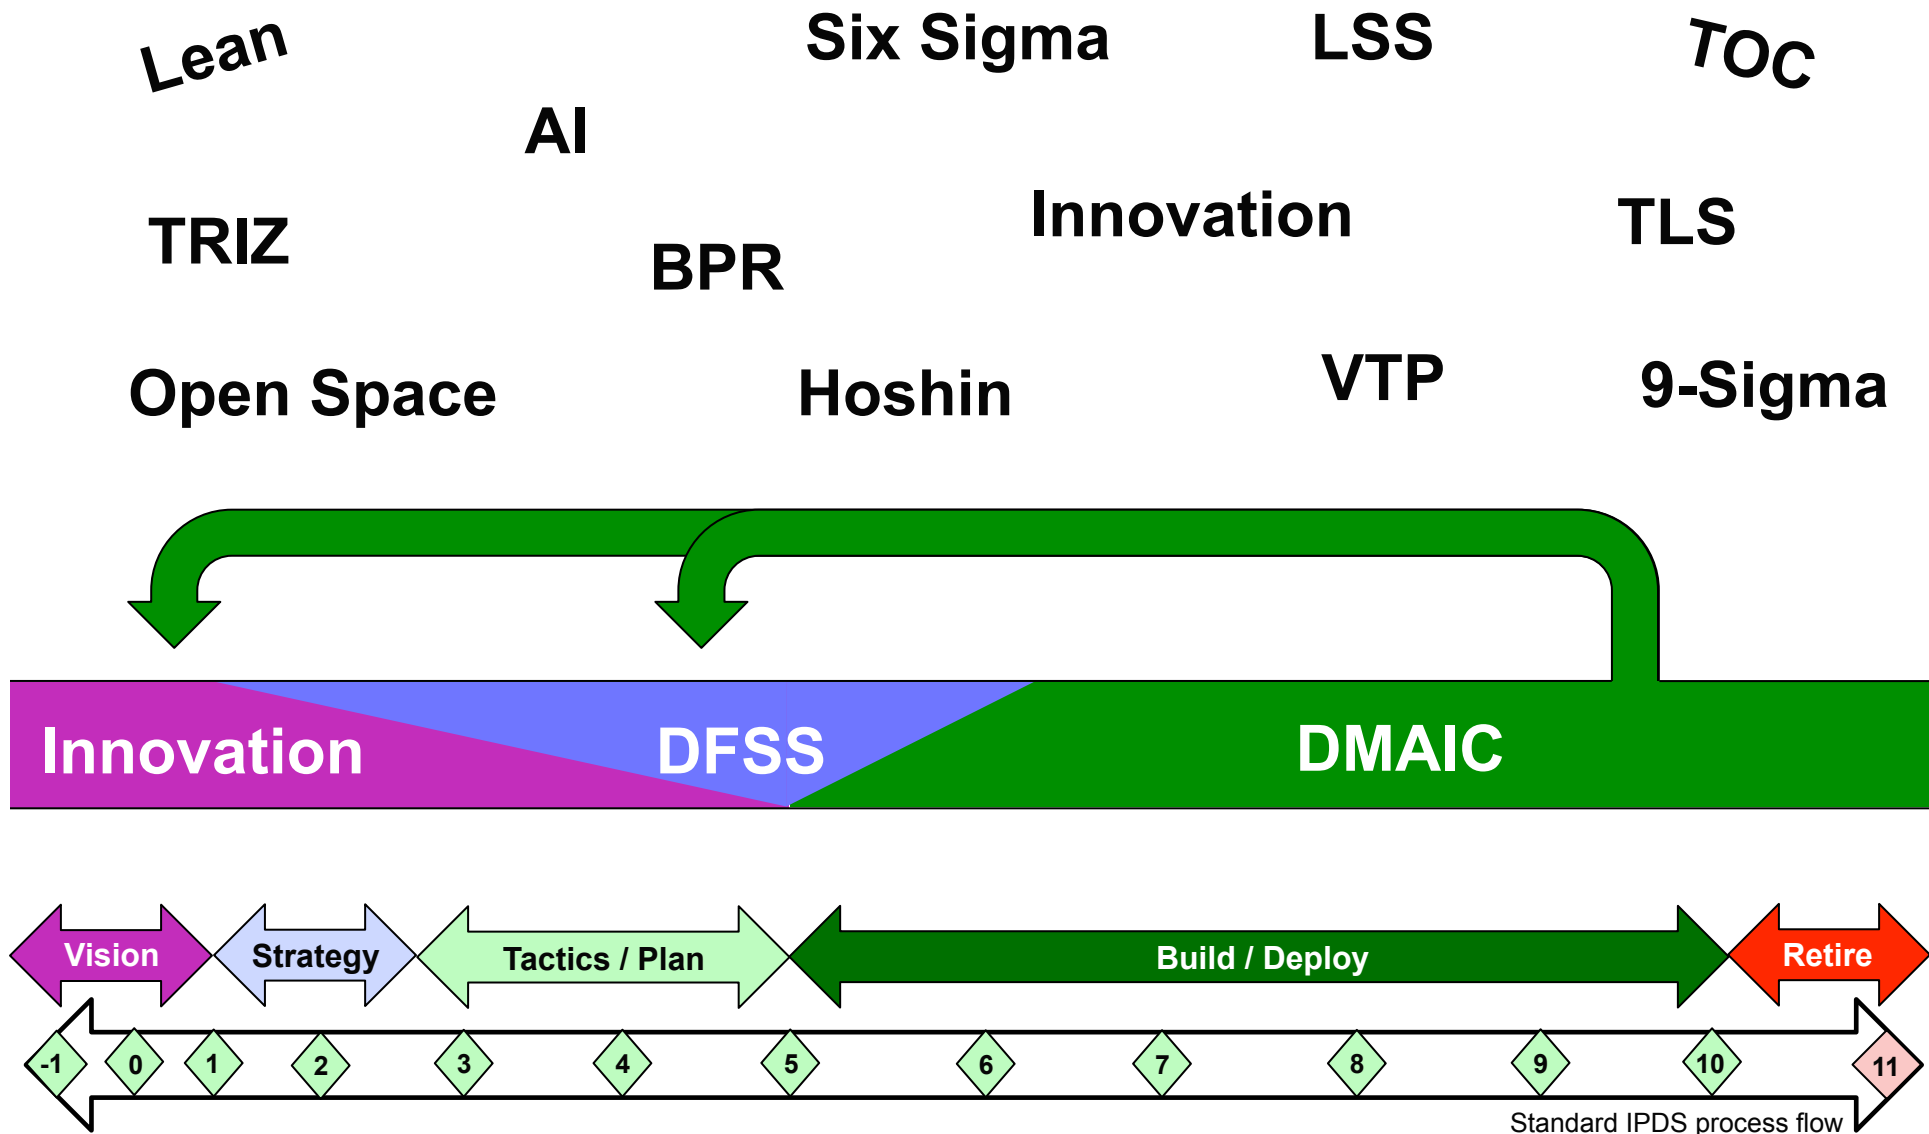 Lean
Six Sigma
LSS
TOC
AI
TRIZ
BPR
Innovation
TLS
Open Space
Hoshin
VTP
9-Sigma
Innovation
DFSS
DMAIC
Vision
Strategy
Tactics / Plan
Build / Deploy
Retire
-1
0
1
2
3
4
5
6
7
8
9
10
11
Standard IPDS process flow